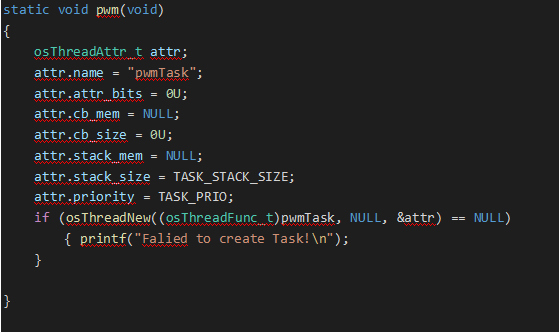 static void pwm(void)
{
    osThreadAttr_t attr;
    attr.name = "pwmTask";
    attr.attr_bits = 0U;
    attr.cb_mem = NULL;
    attr.cb_size = 0U;
    attr.stack_mem = NULL;
    attr.stack_size = TASK_STACK_SIZE;
    attr.priority = TASK_PRIO;
    if (osThreadNew((osThreadFunc_t)pwmTask, NULL, &attr) == NULL)
        { printf("Falied to create Task!\n");
    }
}